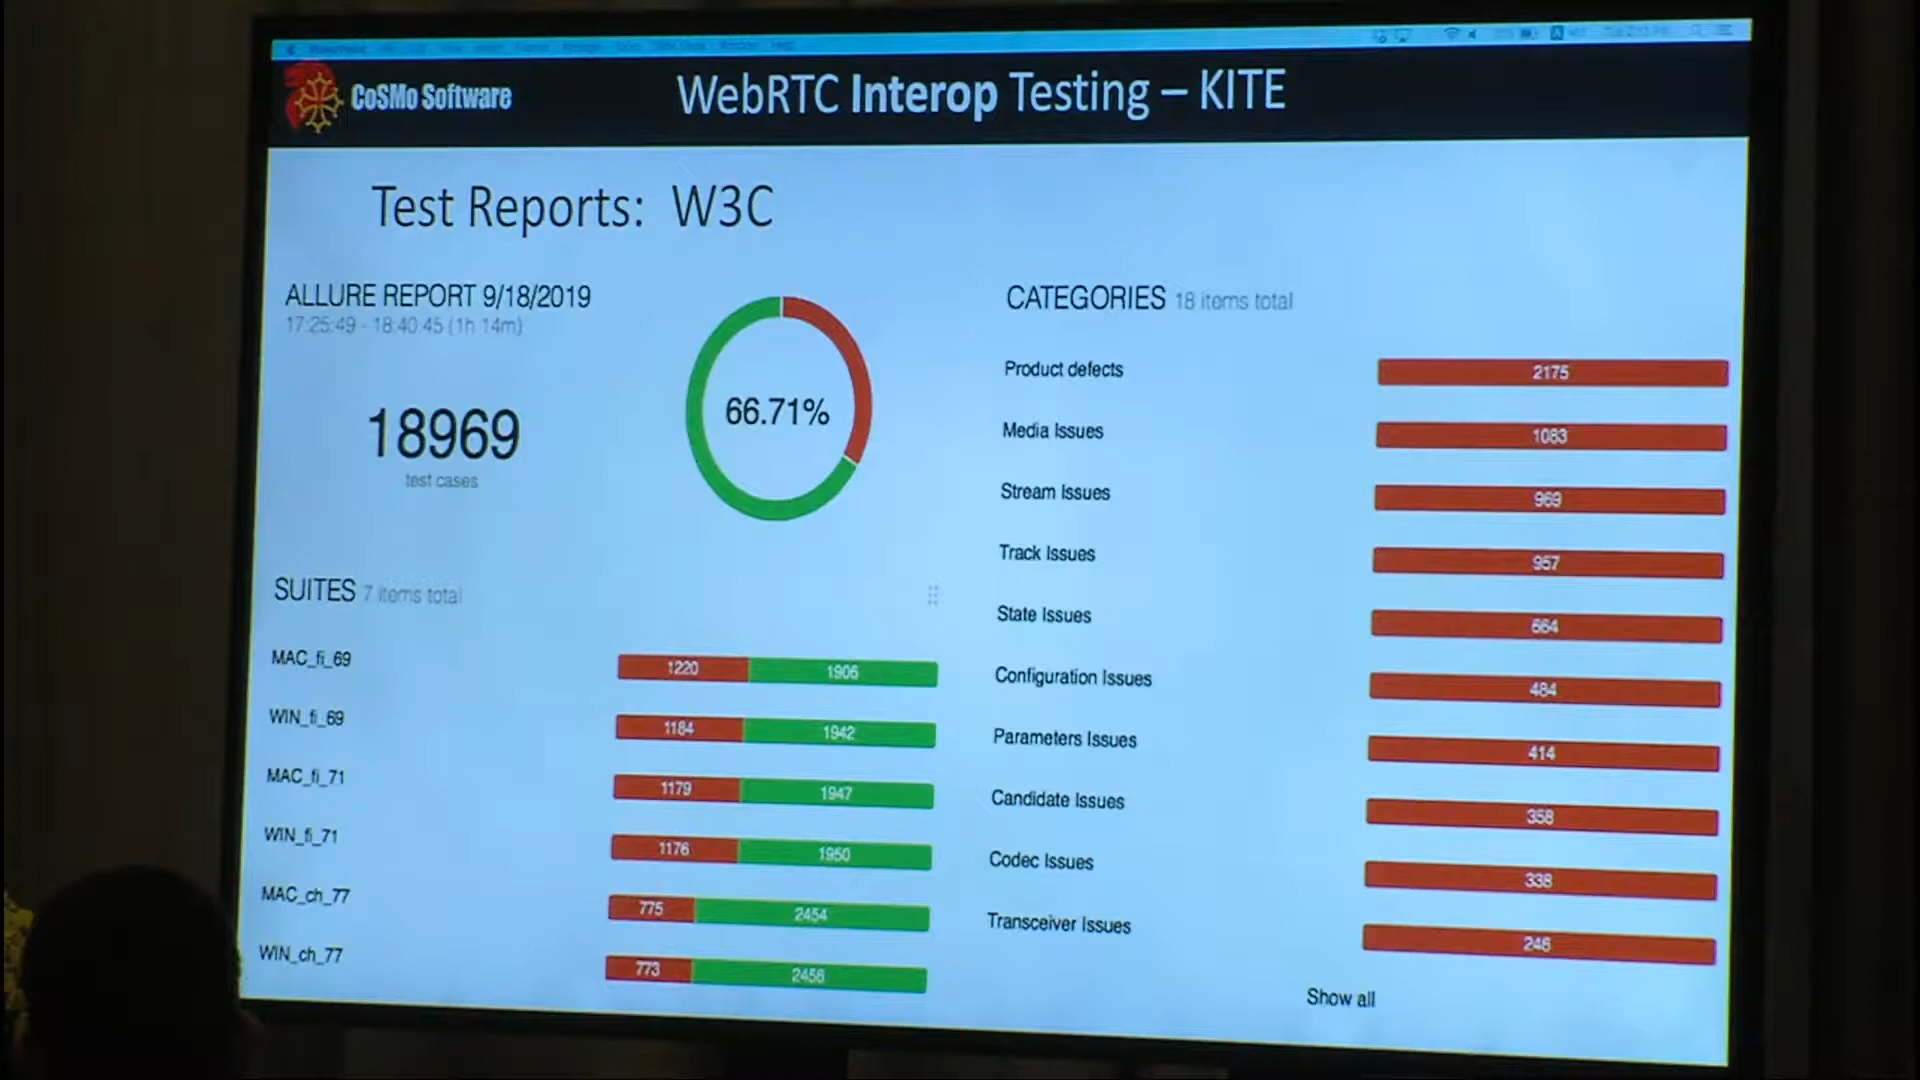 CoSMo Software
WebRTC Interop Testing – KITE
Test Reports: W3C
ALLURE REPORT 9/18/2019
17:25:49 - 18:40:45 (1h 14m)
18969
test cases
66.71%
SUITES 7 items total
MAC_fi_69 1220 1906
WIN_fi_69 1184 1942
MAC_fi_71 1179 1947
WIN_fi_71 1176 1950
MAC_ch_77 775 2454
WIN_ch_77 773 2456
CATEGORIES 18 items total
Product defects 2175
Media Issues 1083
Stream Issues 969
Track Issues 957
State Issues 664
Configuration Issues 484
Parameters Issues 414
Candidate Issues 358
Codec Issues 338
Transceiver Issues 246
Show all